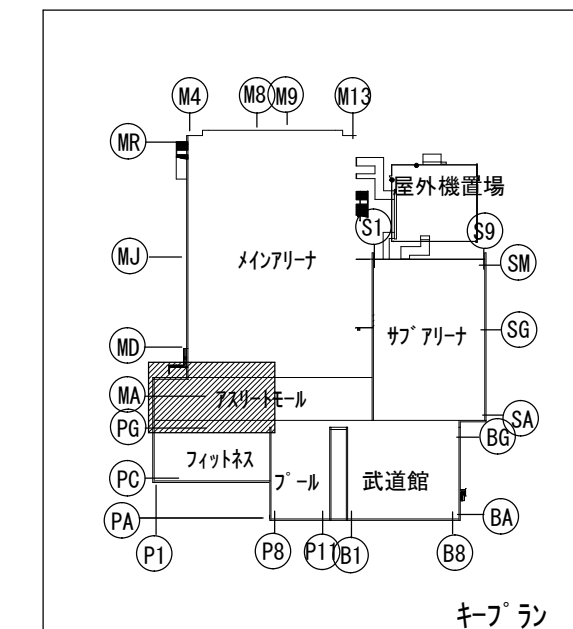 M4 M8 M9 M13
MR
屋外機置場
S1 S9
MJ メインアリーナ SM
サブアリーナ SG
MD
MA アスリートモール SA
PG BG
フィットネス
PC プール 武道館
PA BA
P1 P8 P11 B1 B8
キープラン